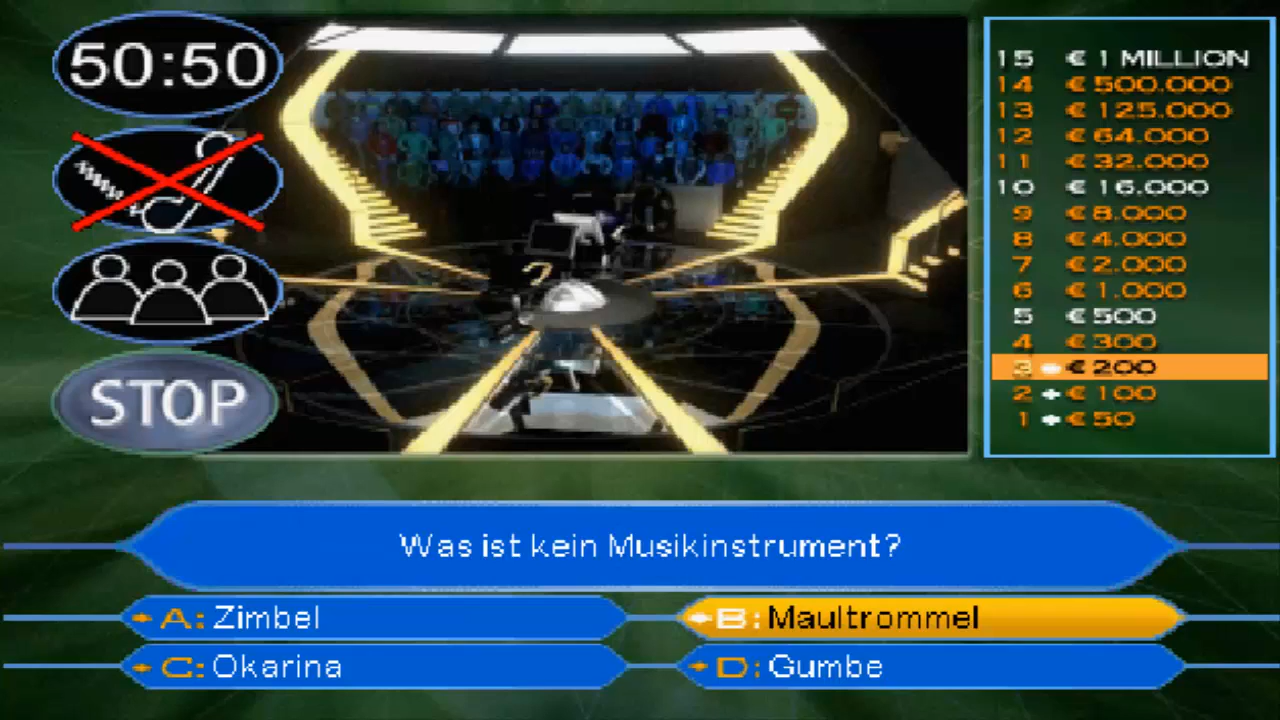 50:50
STOP
15 € 1 MILLION
14 € 500.000
13 € 125.000
12 € 64.000
11 € 32.000
10 € 16.000
9 € 8.000
8 € 4.000
7 € 2.000
6 € 1.000
5 € 500
4 € 300
3 € 200
2 € 100
1 € 50
?
Was ist kein Musikinstrument?
A: Zimbel
B: Maultrommel
C: Okarina
D: Gumbe